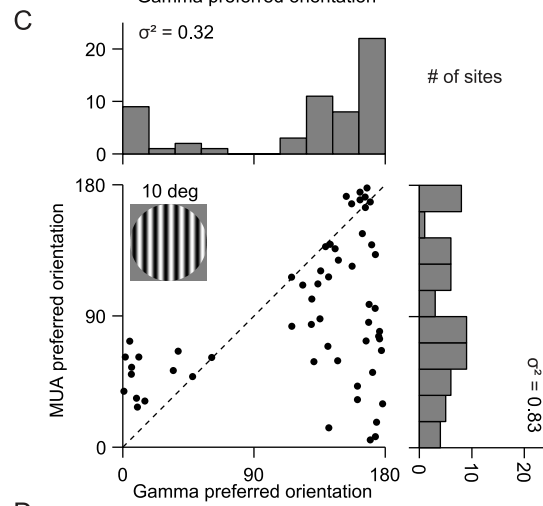 Gamma preferred orientation
C
σ² = 0.32
20
10
0
# of sites
180
10 deg
90
0
MUA preferred orientation
0
90
180
Gamma preferred orientation
σ² = 0.83
0
10
20